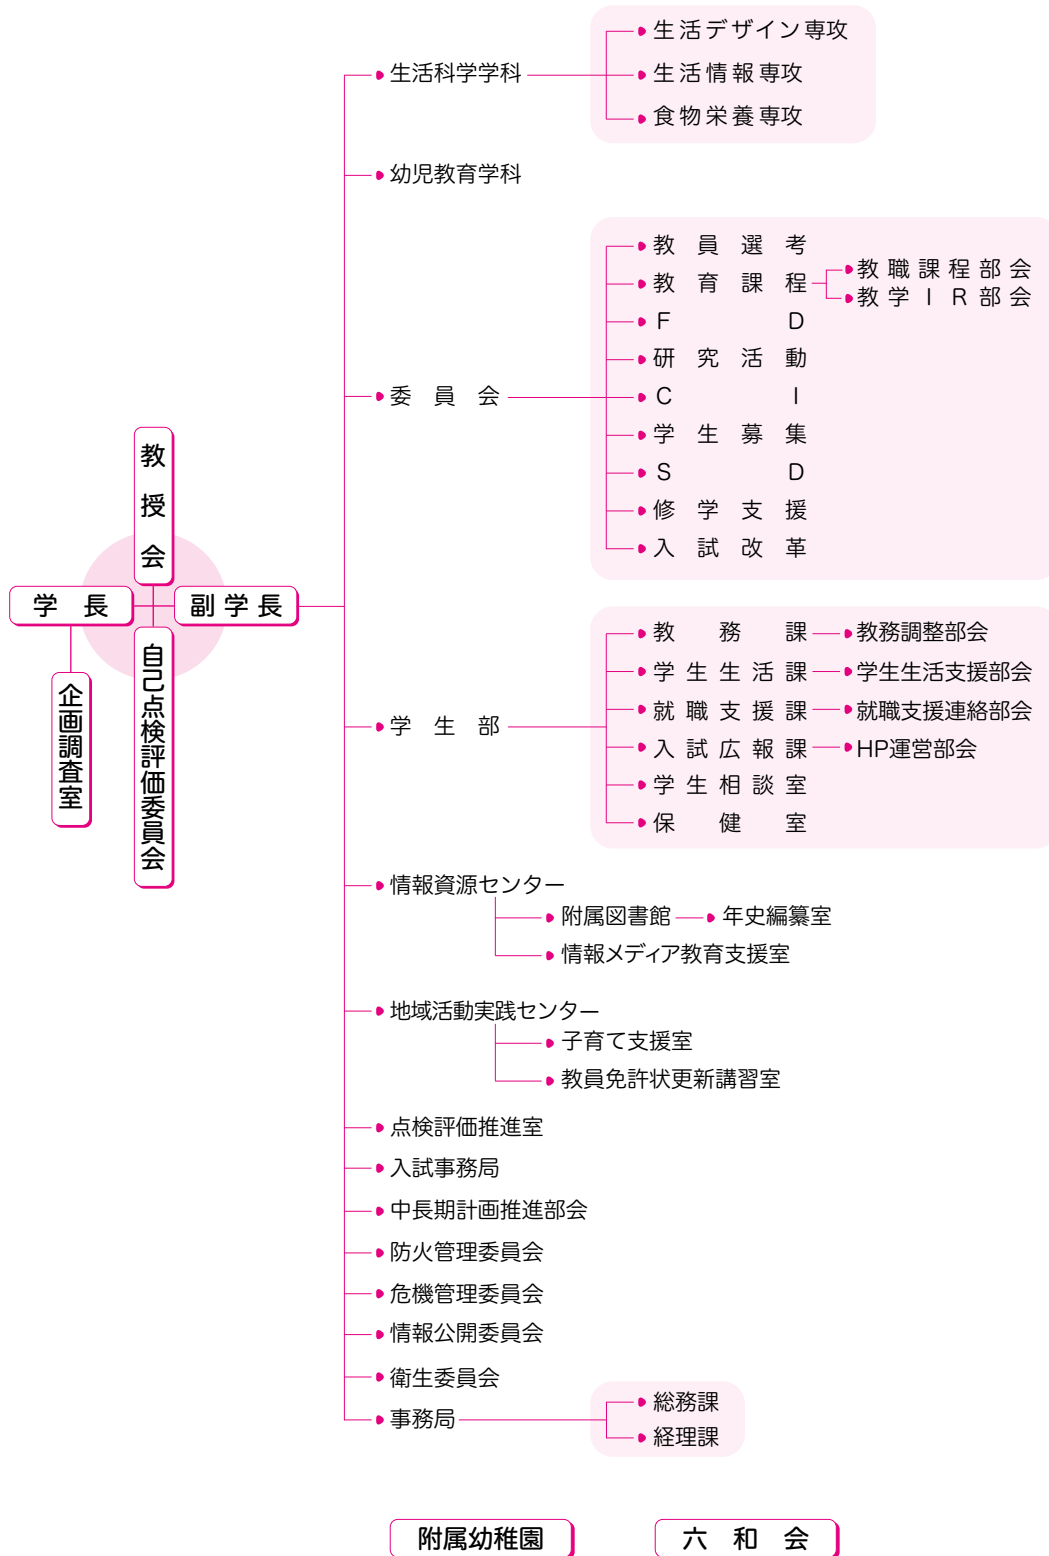 生活科学学科
生活デザイン専攻
生活情報専攻
食物栄養専攻
幼児教育学科
委員会
教員選考
教育課程
教職課程部会
教学IR部会
FD
研究活動
CI
学生募集
SD
修学支援
入試改革
教授会
学長
副学長
自己点検評価委員会
企画調査室
学生部
教務課
教務調整部会
学生生活課
学生生活支援部会
就職支援課
就職支援連絡部会
入試広報課
HP運営部会
学生相談室
保健室
情報資源センター
附属図書館
年史編纂室
情報メディア教育支援室
地域活動実践センター
子育て支援室
教員免許状更新講習室
点検評価推進室
入試事務局
中長期計画推進部会
防火管理委員会
危機管理委員会
情報公開委員会
衛生委員会
事務局
総務課
経理課
附属幼稚園
六和会